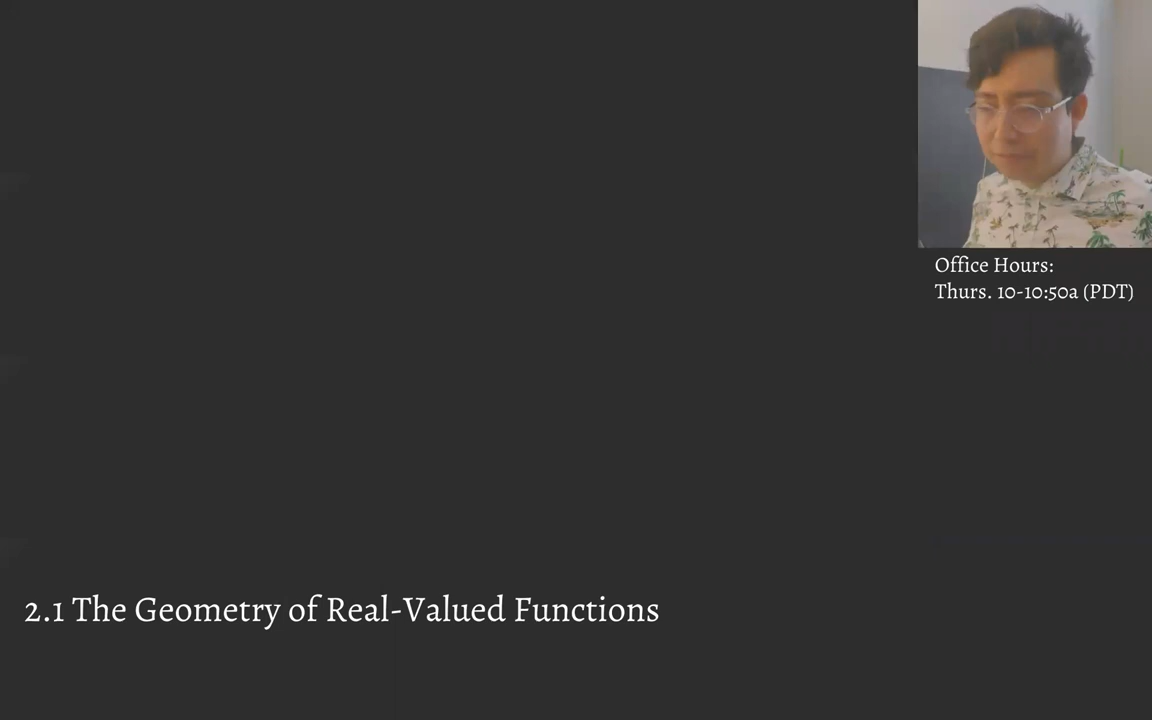 Office Hours:
Thurs. 10-10:50a (PDT)
2.1 The Geometry of Real-Valued Functions